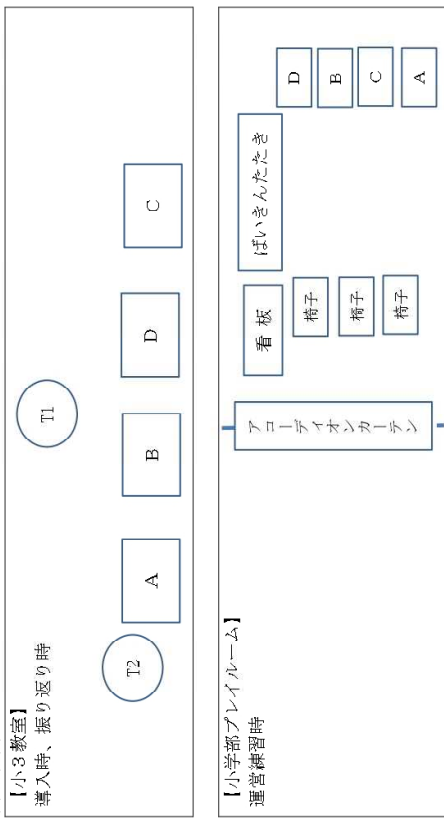 【小3教室】
導入時、振り返り時
T1
T2
A
B
D
C
【小学部プレイルーム】
運営練習時
アコーディオンカーテン
看板
椅子
椅子
椅子
ばいきんたたき
D
B
C
A